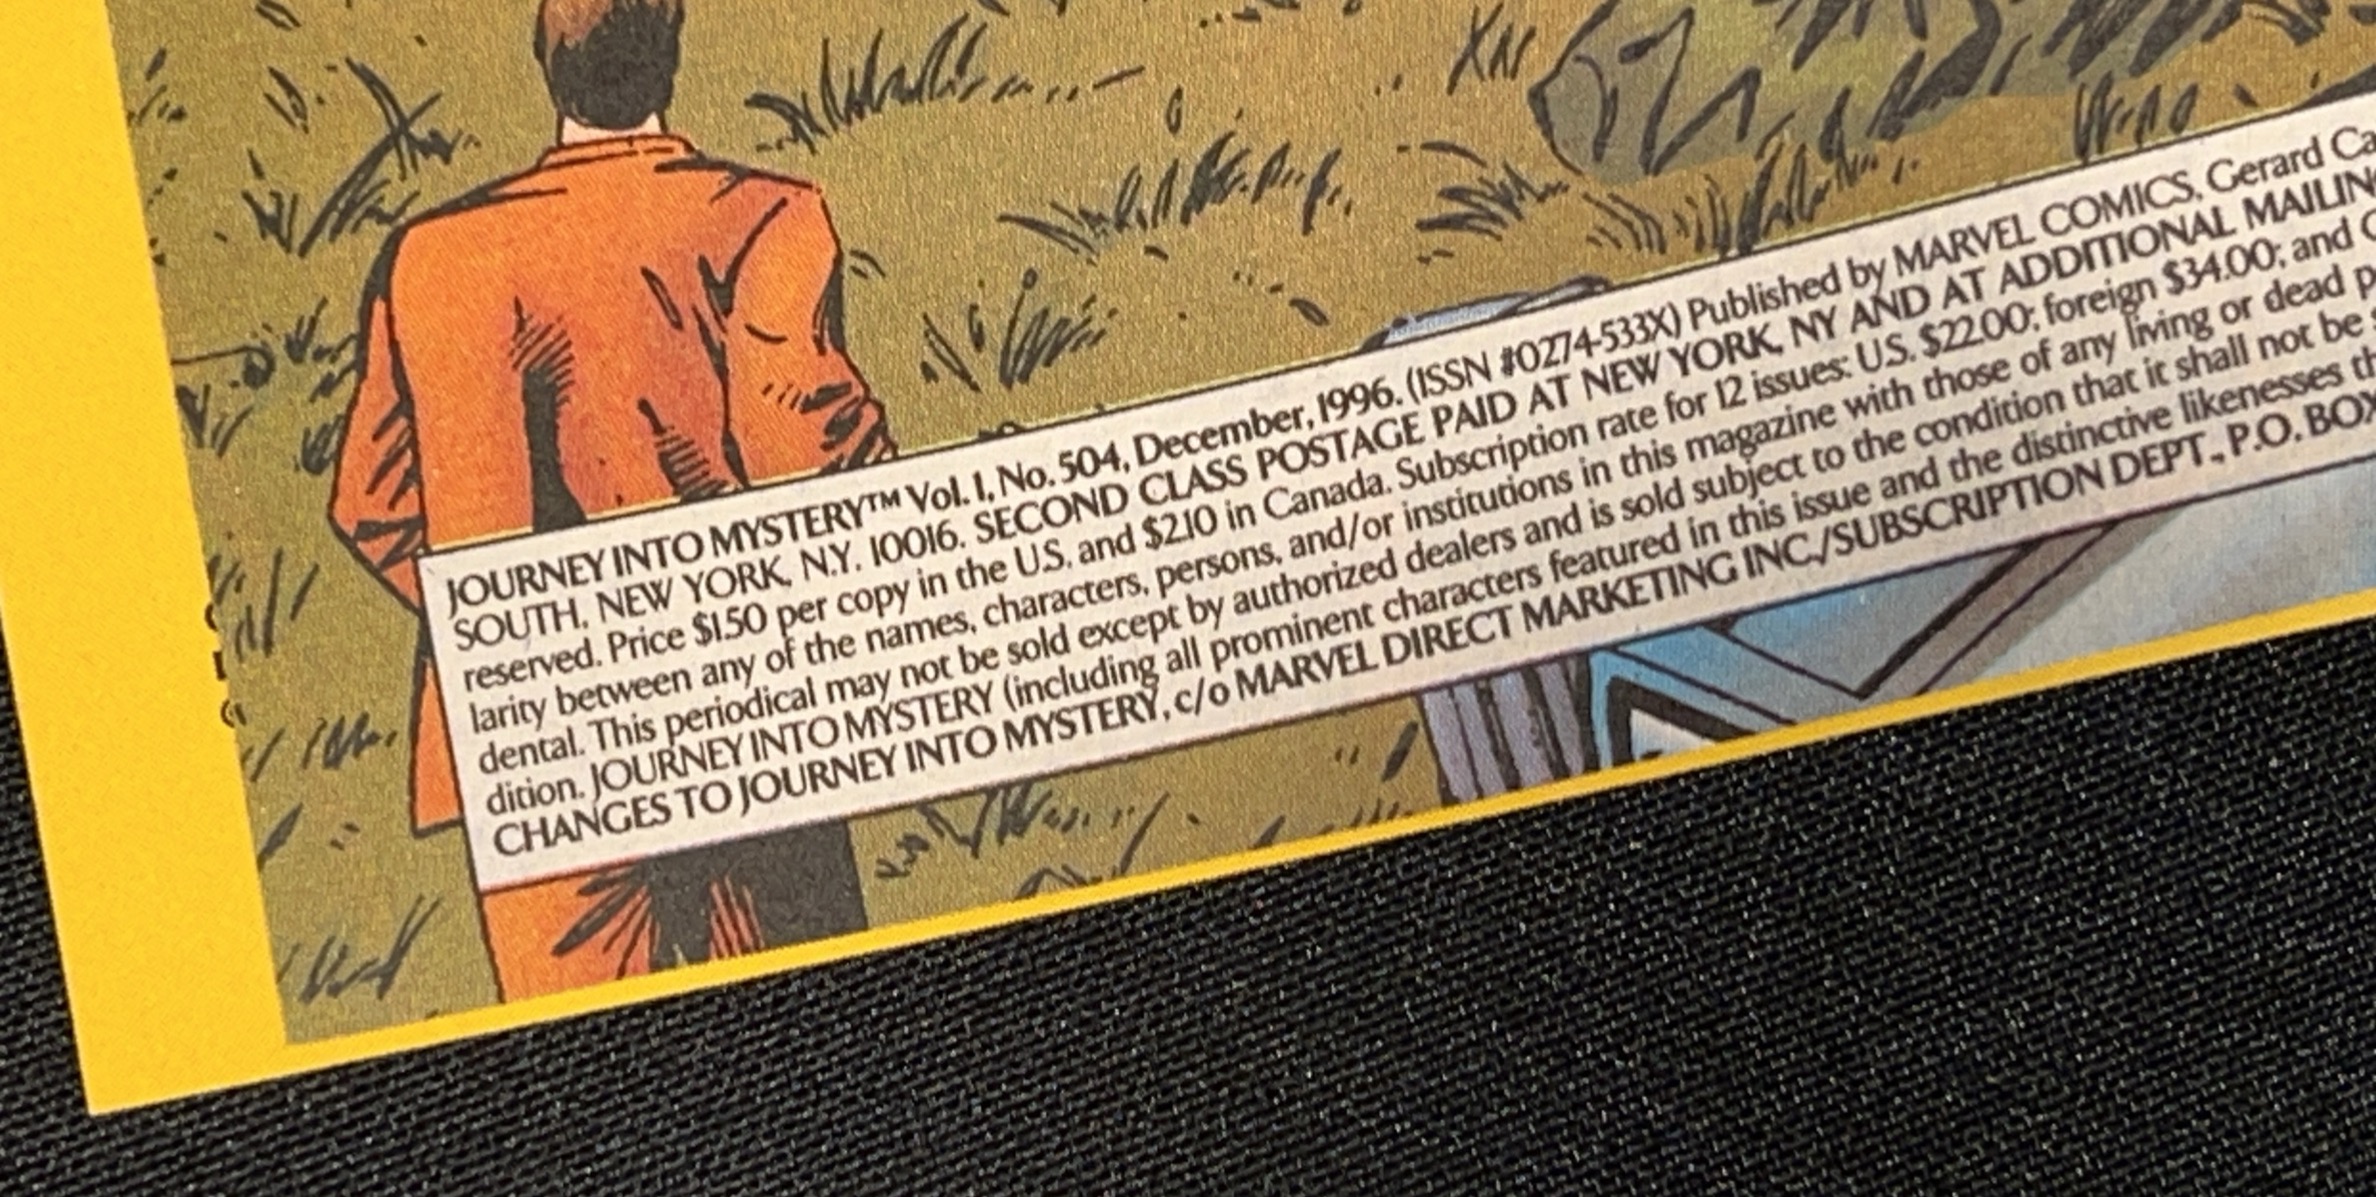 JOURNEY INTO MYSTERY™ Vol. 1, No. 504, December, 1996. (ISSN #0274-533X) Published by MARVEL COMICS, Gerard
SOUTH, NEW YORK, N.Y. 10016. SECOND CLASS POSTAGE PAID AT NEW YORK, NY AND AT ADDITIONAL
reserved. Price $1.50 per copy in the U.S. and $2.10 in Canada. Subscription rate for 12 issues: U.S. $22.00; foreign $34.00; and
larity between any of the names, characters, persons, and/or institutions in this magazine with those of any living or dead
dental. This periodical may not be sold except by authorized dealers and is sold subject to the condition that it shall not be
dition. JOURNEY INTO MYSTERY (including all prominent characters featured in this issue and the distinctive likenesses
CHANGES TO JOURNEY INTO MYSTERY, c/o MARVEL DIRECT MARKETING INC./SUBSCRIPTION DEPT., P.O. BOX